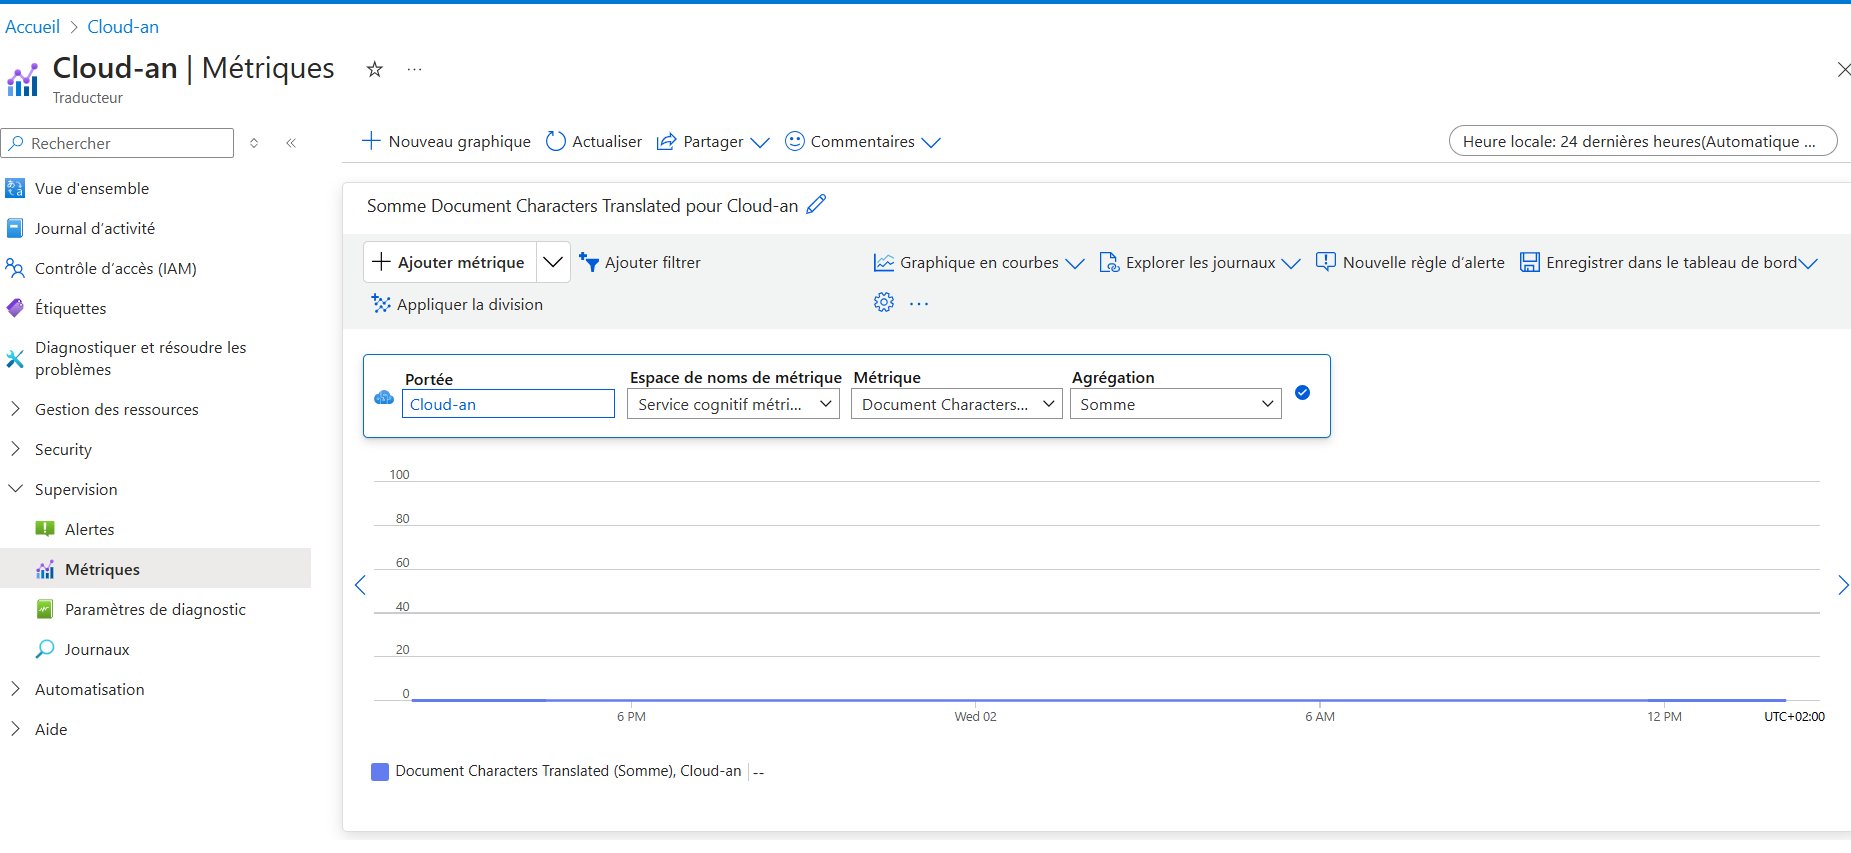 Accueil > Cloud-an
Cloud-an | Métriques
Traducteur
Rechercher
Nouveau graphique Actualiser Partager Commentaires
Heure locale: 24 dernières heures(Automatique ...
Vue d'ensemble
Journal d'activité
Contrôle d'accès (IAM)
Étiquettes
Diagnostiquer et résoudre les
problèmes
Gestion des ressources
Security
Supervision
Alertes
Métriques
Paramètres de diagnostic
Journaux
Automatisation
Aide
Somme Document Characters Translated pour Cloud-an
Ajouter métrique Ajouter filtrer
Graphique en courbes Explorer les journaux Nouvelle règle d'alerte Enregistrer dans le tableau de bord
Appliquer la division
Portée Espace de noms de métrique Métrique Agrégation
Cloud-an Service cognitif métri... Document Characters... Somme
100
80
60
40
20
0
6 PM Wed 02 6 AM 12 PM UTC+02:00
Document Characters Translated (Somme), Cloud-an | --